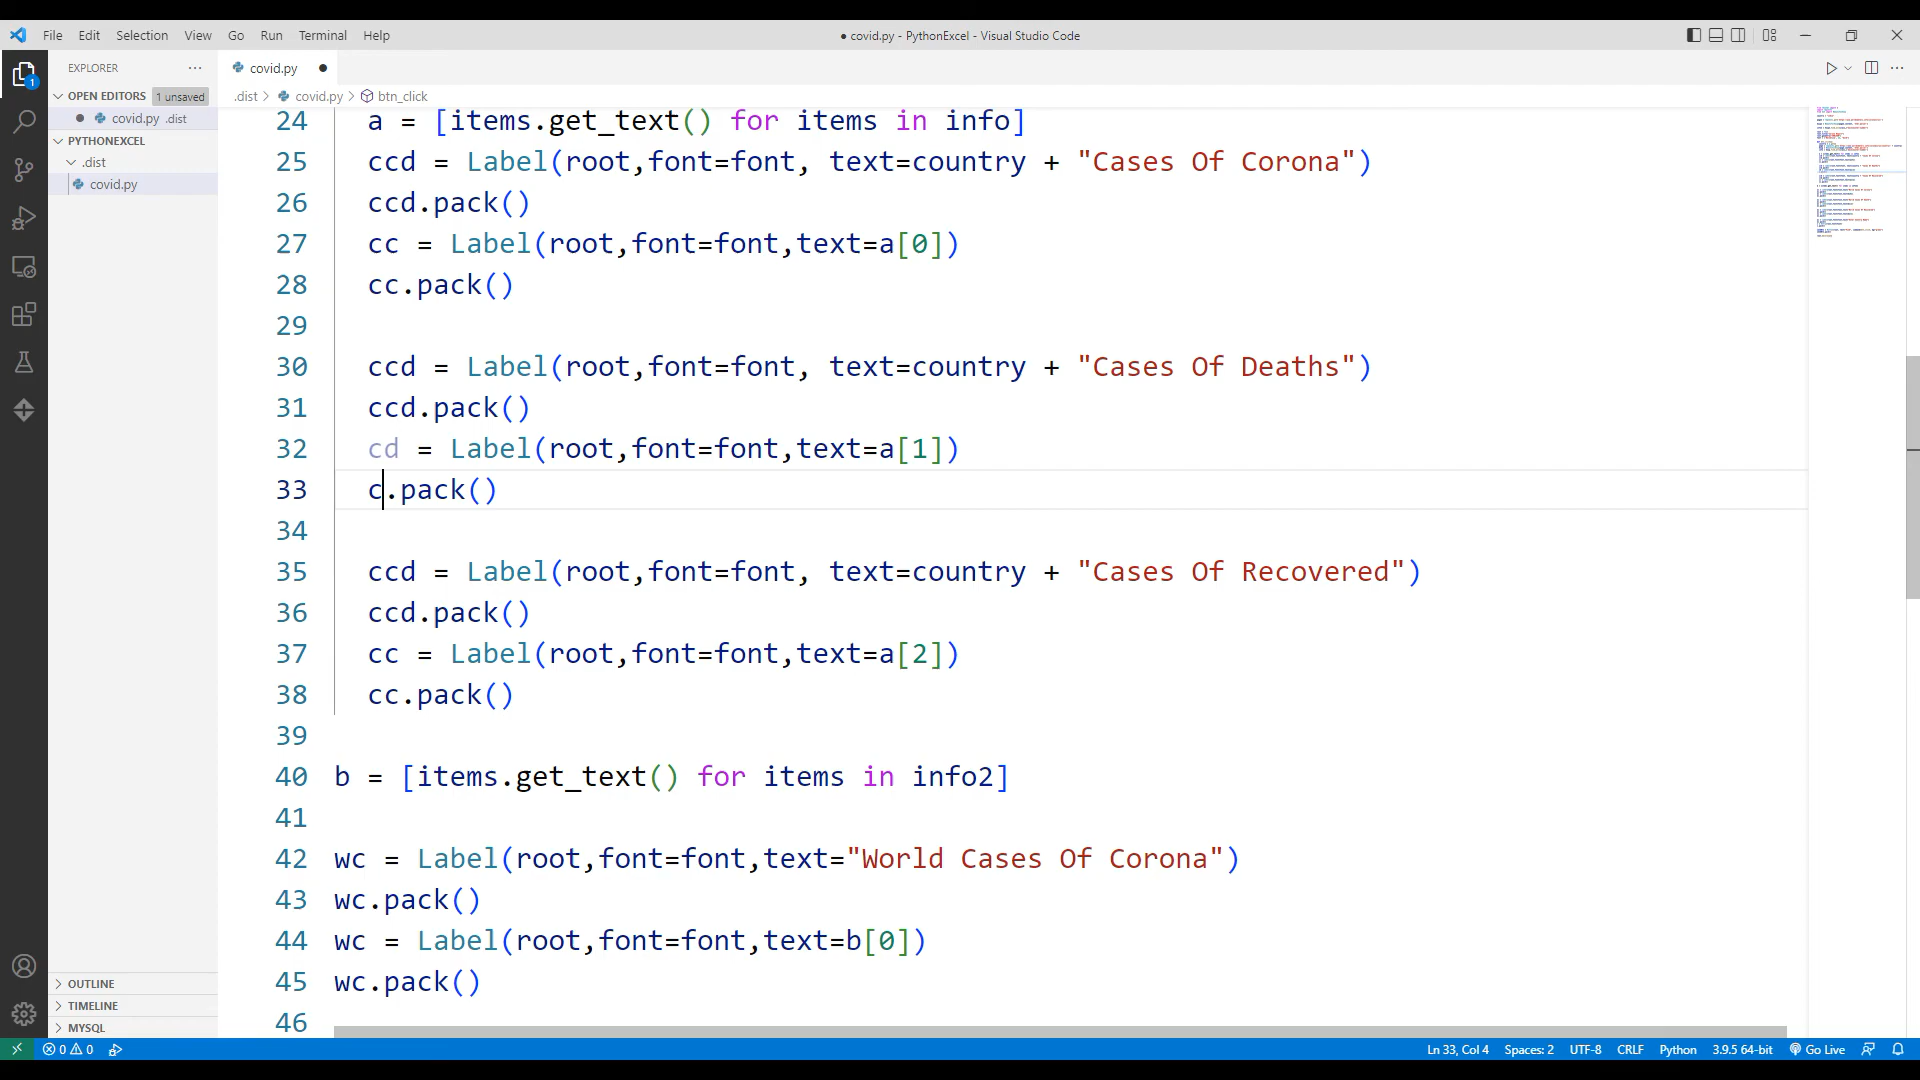 File Edit Selection View Go Run Terminal Help
● covid.py - PythonExcel - Visual Studio Code
EXPLORER
covid.py
OPEN EDITORS 1 unsaved
.dist > covid.py > btn_click
covid.py .dist
PYTHONEXCEL
.dist
covid.py
1
24 a = [items.get_text() for items in info]
25 ccd = Label(root,font=font, text=country + "Cases Of Corona")
26 ccd.pack()
27 cc = Label(root,font=font,text=a[0])
28 cc.pack()
29
30 ccd = Label(root,font=font, text=country + "Cases Of Deaths")
31 ccd.pack()
32 cd = Label(root,font=font,text=a[1])
33 c.pack()
34
35 ccd = Label(root,font=font, text=country + "Cases Of Recovered")
36 ccd.pack()
37 cc = Label(root,font=font,text=a[2])
38 cc.pack()
39
40 b = [items.get_text() for items in info2]
41
42 wc = Label(root,font=font,text="World Cases Of Corona")
43 wc.pack()
44 wc = Label(root,font=font,text=b[0])
45 wc.pack()
46
OUTLINE
TIMELINE
MYSQL
0 0
Ln 33, Col 4 Spaces: 2 UTF-8 CRLF Python 3.9.5 64-bit Go Live